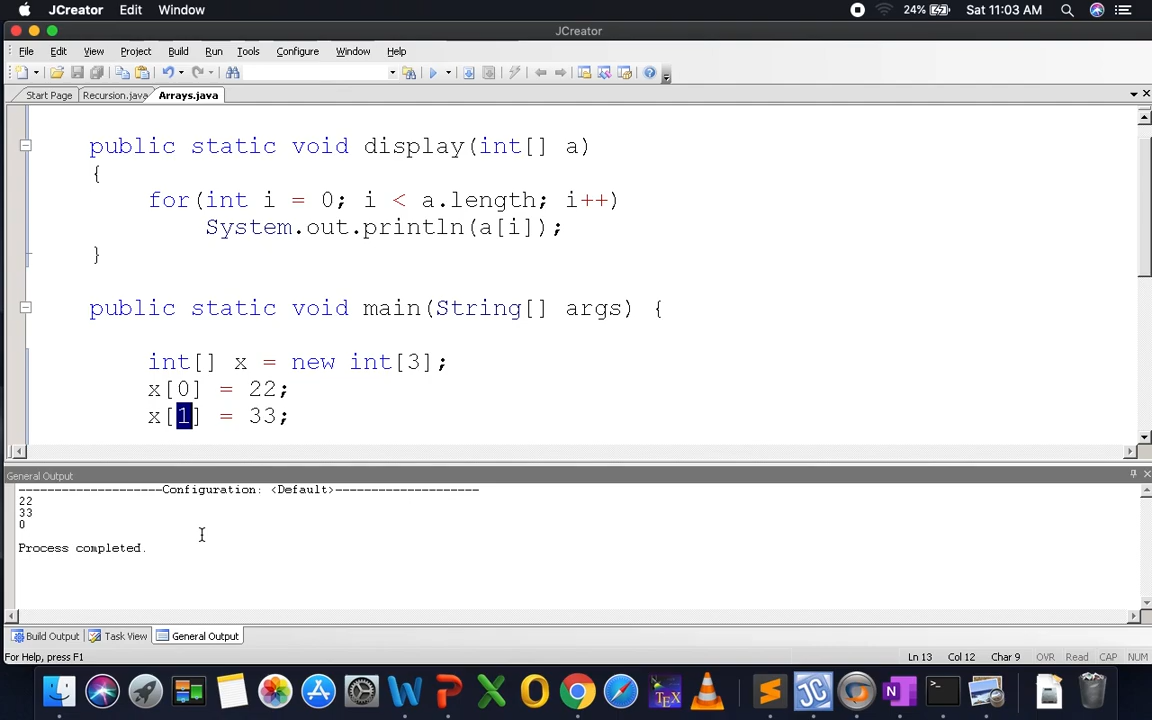 JCreator Edit Window 24% Sat 11:03 AM
JCreator
File Edit View Project Build Run Tools Configure Window Help
Start Page Recursion.java Arrays.java
public static void display(int[] a)
{
for(int i = 0; i < a.length; i++)
System.out.println(a[i]);
}
public static void main(String[] args) {
int[] x = new int[3];
x[0] = 22;
x[1] = 33;
General Output
--------------------Configuration: <Default>--------------------
22
33
0
Process completed.
Build Output Task View General Output
For Help, press F1 Ln 13 Col 12 Char 9 OVR Read CAP NUM